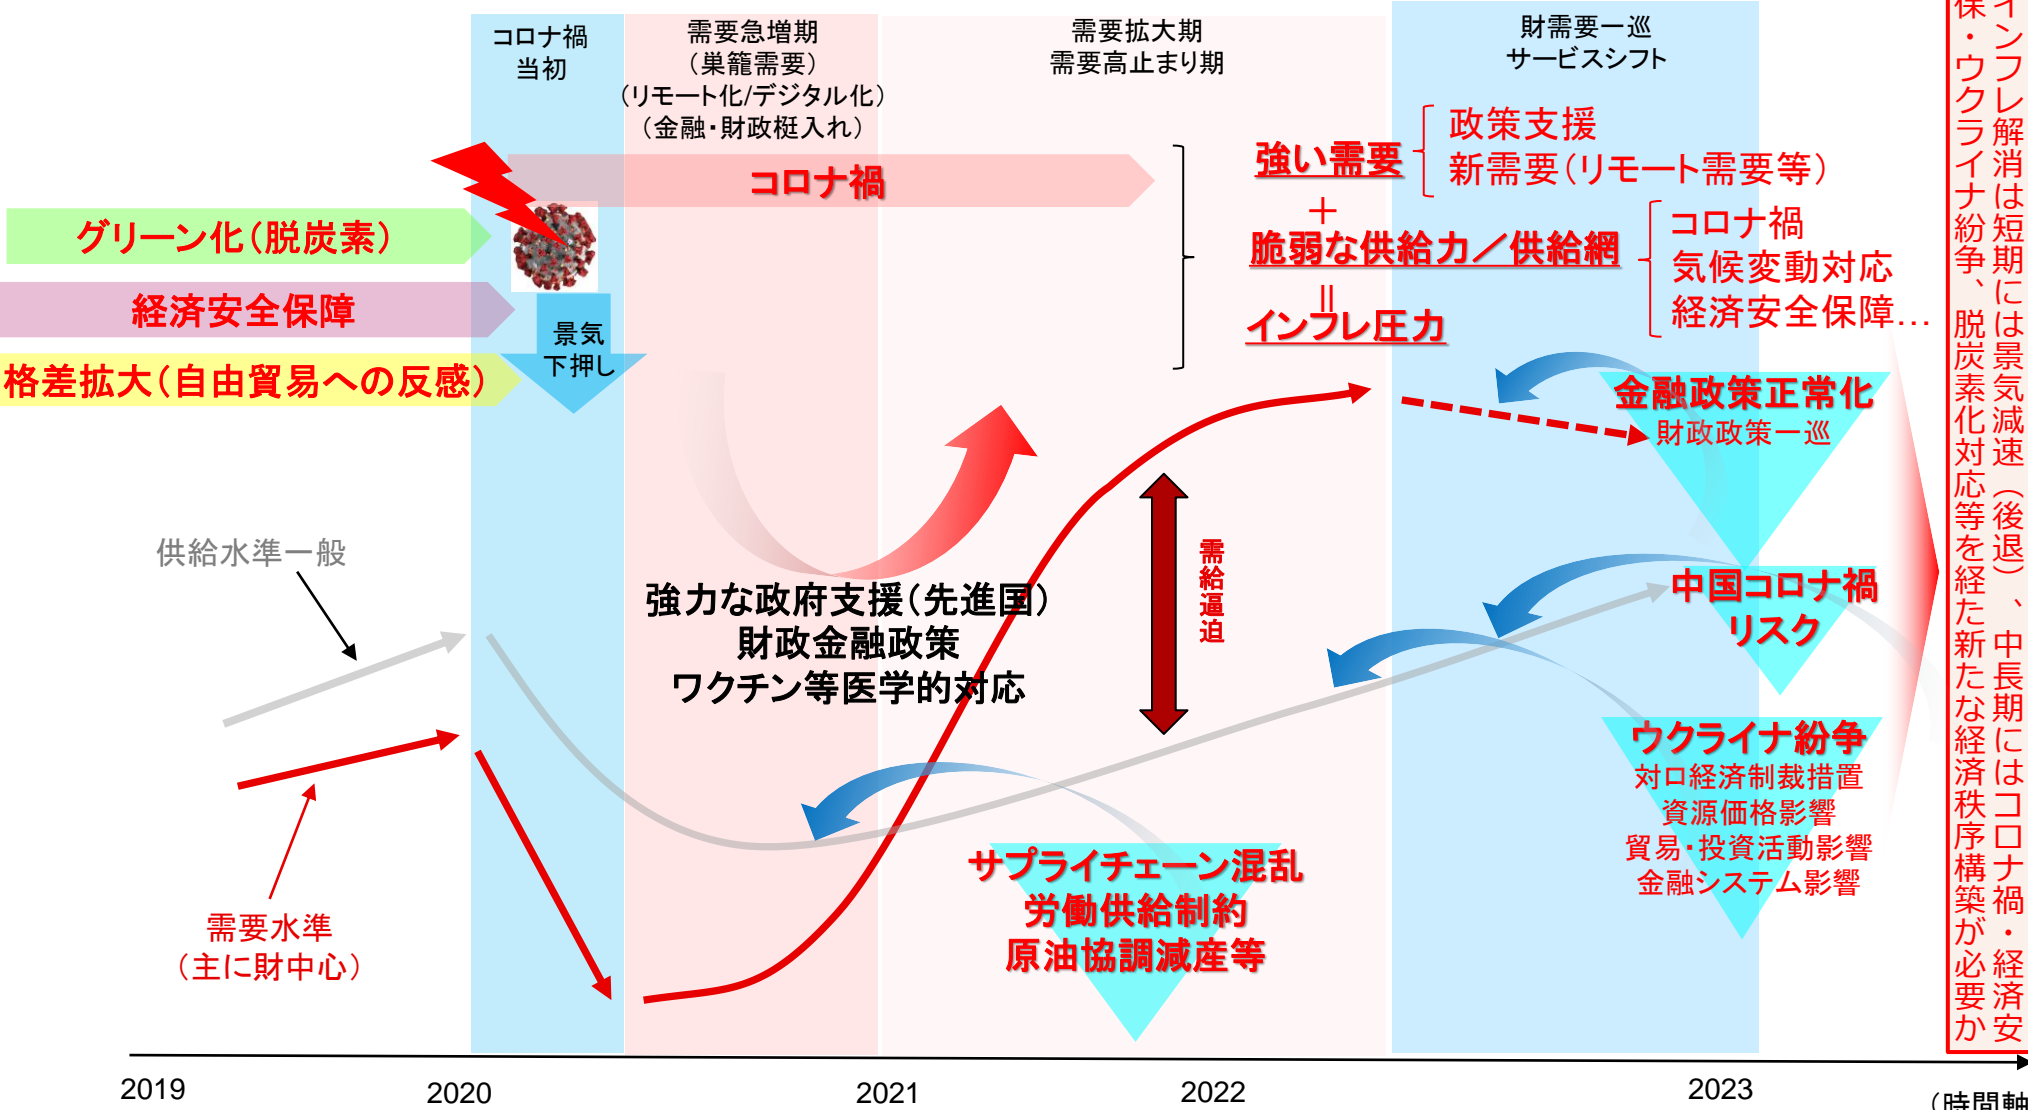 コロナ禍
当初
需要急増期
（巣籠需要）
（リモート化/デジタル化）
（金融・財政梃入れ）
需要拡大期
需要高止まり期
財需要一巡
サービスシフト
コロナ禍
強い需要
政策支援
新需要（リモート需要等）
＋
脆弱な供給力／供給網
コロナ禍
気候変動対応
経済安全保障…
＝
インフレ圧力
グリーン化（脱炭素）
経済安全保障
格差拡大（自由貿易への反感）
景気
下押し
金融政策正常化
財政政策一巡
供給水準一般
需給逼迫
強力な政府支援（先進国）
財政金融政策
ワクチン等医学的対応
中国コロナ禍
リスク
ウクライナ紛争
対ロ経済制裁措置
資源価格影響
貿易・投資活動影響
金融システム影響
サプライチェーン混乱
労働供給制約
原油協調減産等
需要水準
（主に財中心）
インフレ解消は短期には景気減速（後退）、中長期にはコロナ禍・経済安
保・ウクライナ紛争、脱炭素化対応等を経た新たな経済秩序構築が必要か
2019
2020
2021
2022
2023
（時間軸